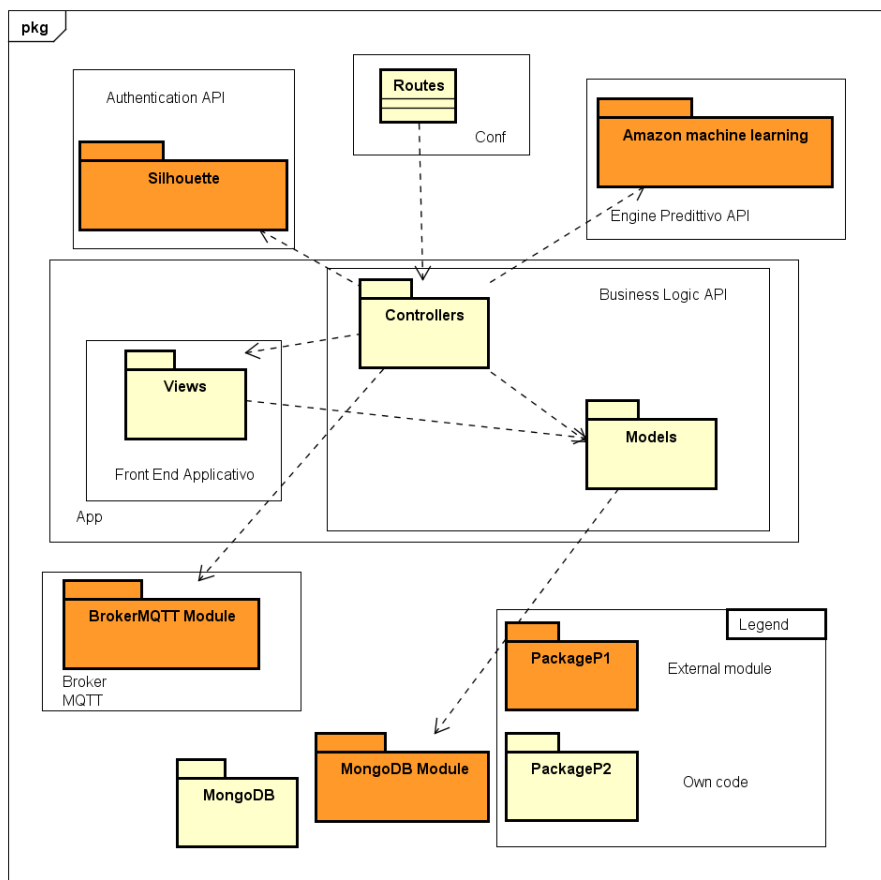 pkg
Authentication API
Silhouette
Routes
Conf
Amazon machine learning
Engine Predittivo API
Business Logic API
Controllers
Views
Models
Front End Applicativo
App
BrokerMQTT Module
Broker
MQTT
Legend
PackageP1
External module
MongoDB Module
MongoDB
PackageP2
Own code